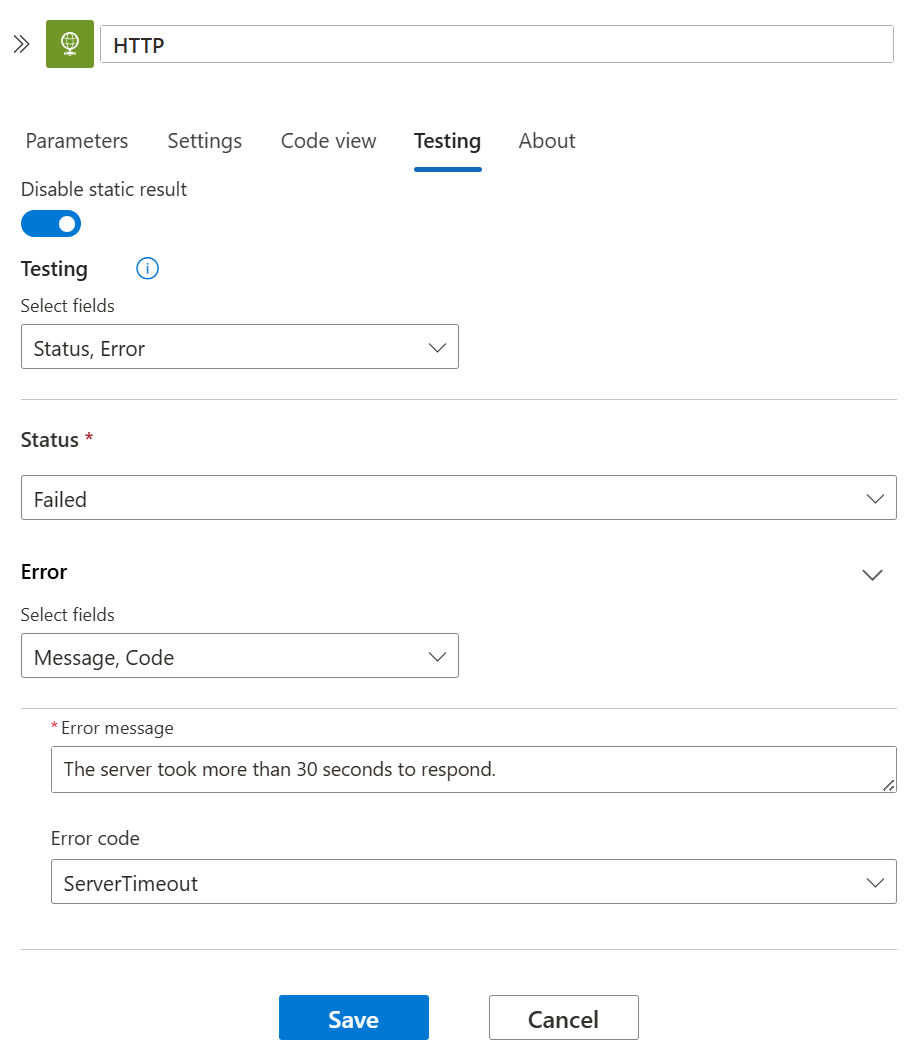 HTTP
Parameters Settings Code view Testing About
Disable static result
Testing
Select fields
Status, Error
Status *
Failed
Error
Select fields
Message, Code
* Error message
The server took more than 30 seconds to respond.
Error code
ServerTimeout
Save Cancel